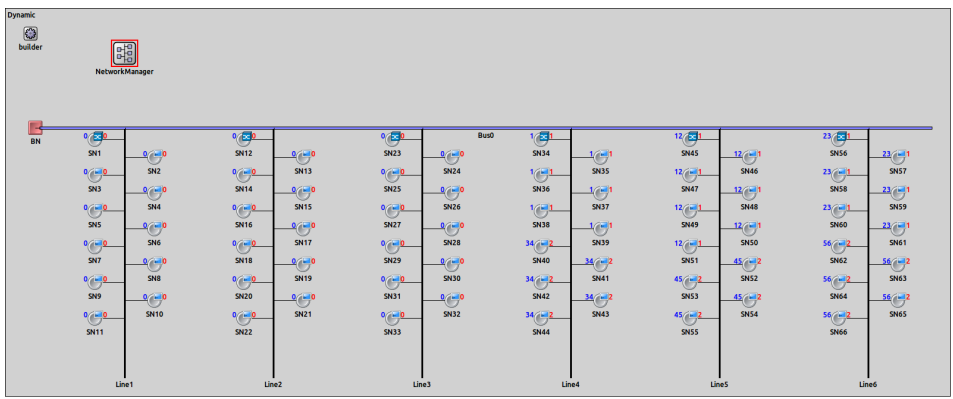 Dynamic
builder
NetworkManager
BN
Bus0
0 0 0 0 0 0 1 1 12 1 23 1
SN1 SN12 SN23 SN34 SN45 SN56
0 0 0 0 0 0 1 1 12 1 23 1
SN2 SN13 SN24 SN35 SN46 SN57
0 0 0 0 0 0 1 1 12 1 23 1
SN3 SN14 SN25 SN36 SN47 SN58
0 0 0 0 0 0 1 1 12 1 23 1
SN4 SN15 SN26 SN37 SN48 SN59
0 0 0 0 0 0 1 1 12 1 23 1
SN5 SN16 SN27 SN38 SN49 SN60
0 0 0 0 0 0 1 1 12 1 23 1
SN6 SN17 SN28 SN39 SN50 SN61
0 0 0 0 0 0 34 2 12 1 56 2
SN7 SN18 SN29 SN40 SN51 SN62
0 0 0 0 0 0 34 2 45 2 56 2
SN8 SN19 SN30 SN41 SN52 SN63
0 0 0 0 0 0 34 2 45 2 56 2
SN9 SN20 SN31 SN42 SN53 SN64
0 0 0 0 0 0 34 2 45 2 56 2
SN10 SN21 SN32 SN43 SN54 SN65
0 0 0 0 0 0 34 2 45 2 56 2
SN11 SN22 SN33 SN44 SN55 SN66
Line1 Line2 Line3 Line4 Line5 Line6